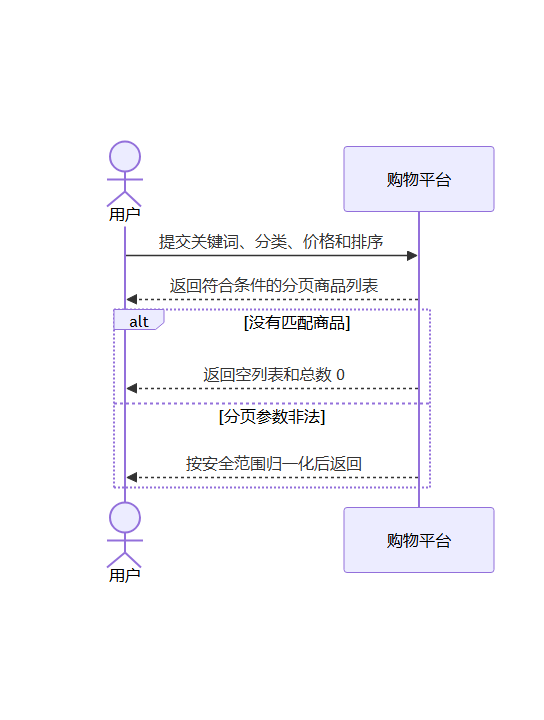 用户
购物平台
提交关键词、分类、价格和排序
返回符合条件的分页商品列表
alt
[没有匹配商品]
返回空列表和总数 0
[分页参数非法]
按安全范围归一化后返回
用户
购物平台